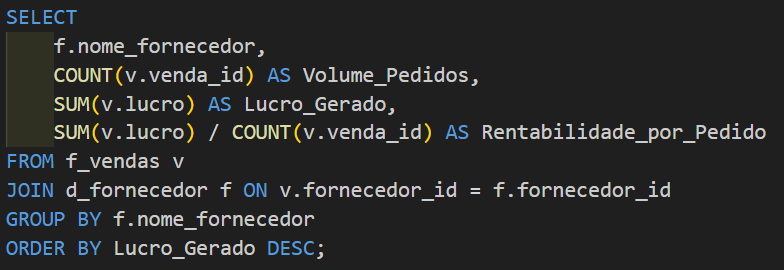 SELECT
    f.nome_fornecedor,
    COUNT(v.venda_id) AS Volume_Pedidos,
    SUM(v.lucro) AS Lucro_Gerado,
    SUM(v.lucro) / COUNT(v.venda_id) AS Rentabilidade_por_Pedido
FROM f_vendas v
JOIN d_fornecedor f ON v.fornecedor_id = f.fornecedor_id
GROUP BY f.nome_fornecedor
ORDER BY Lucro_Gerado DESC;